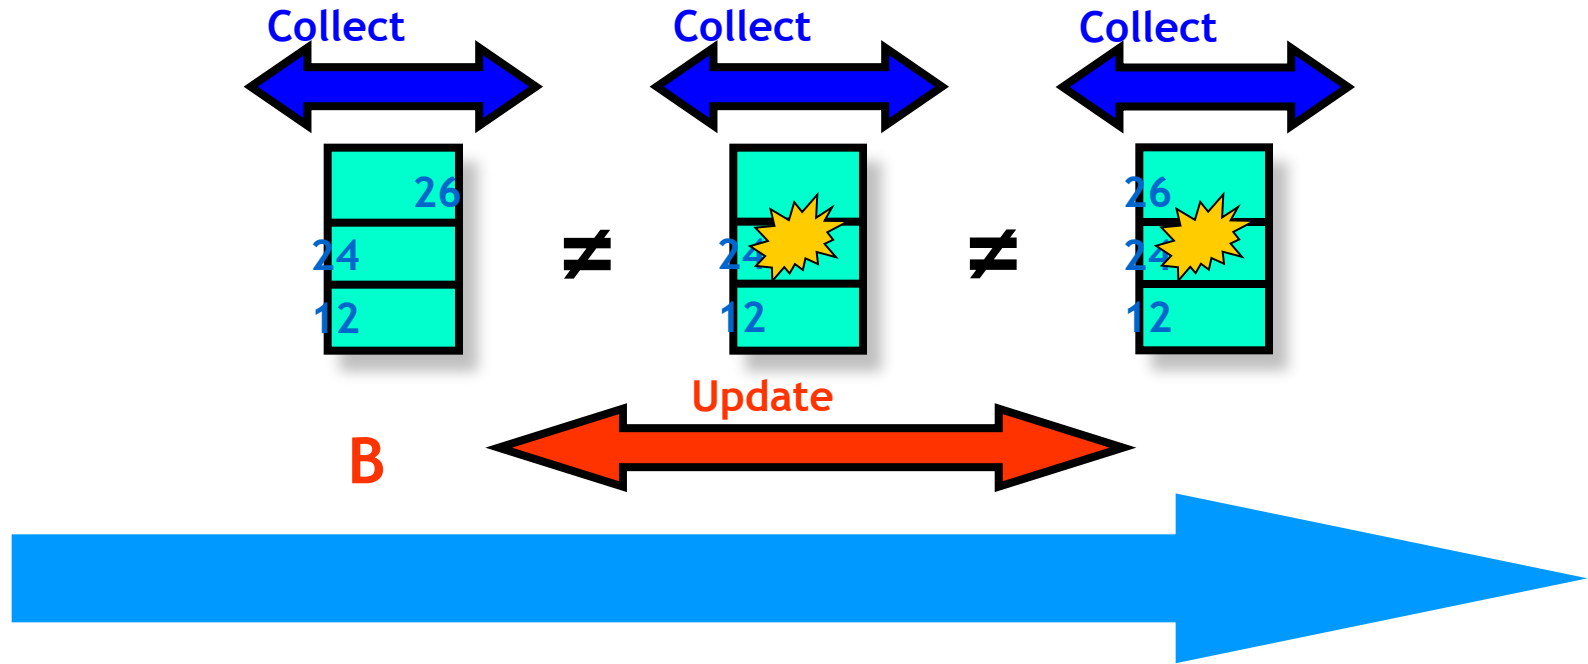 Collect Collect Collect
26 26
≠ ≠
24 24 24
12 12 12
Update
B